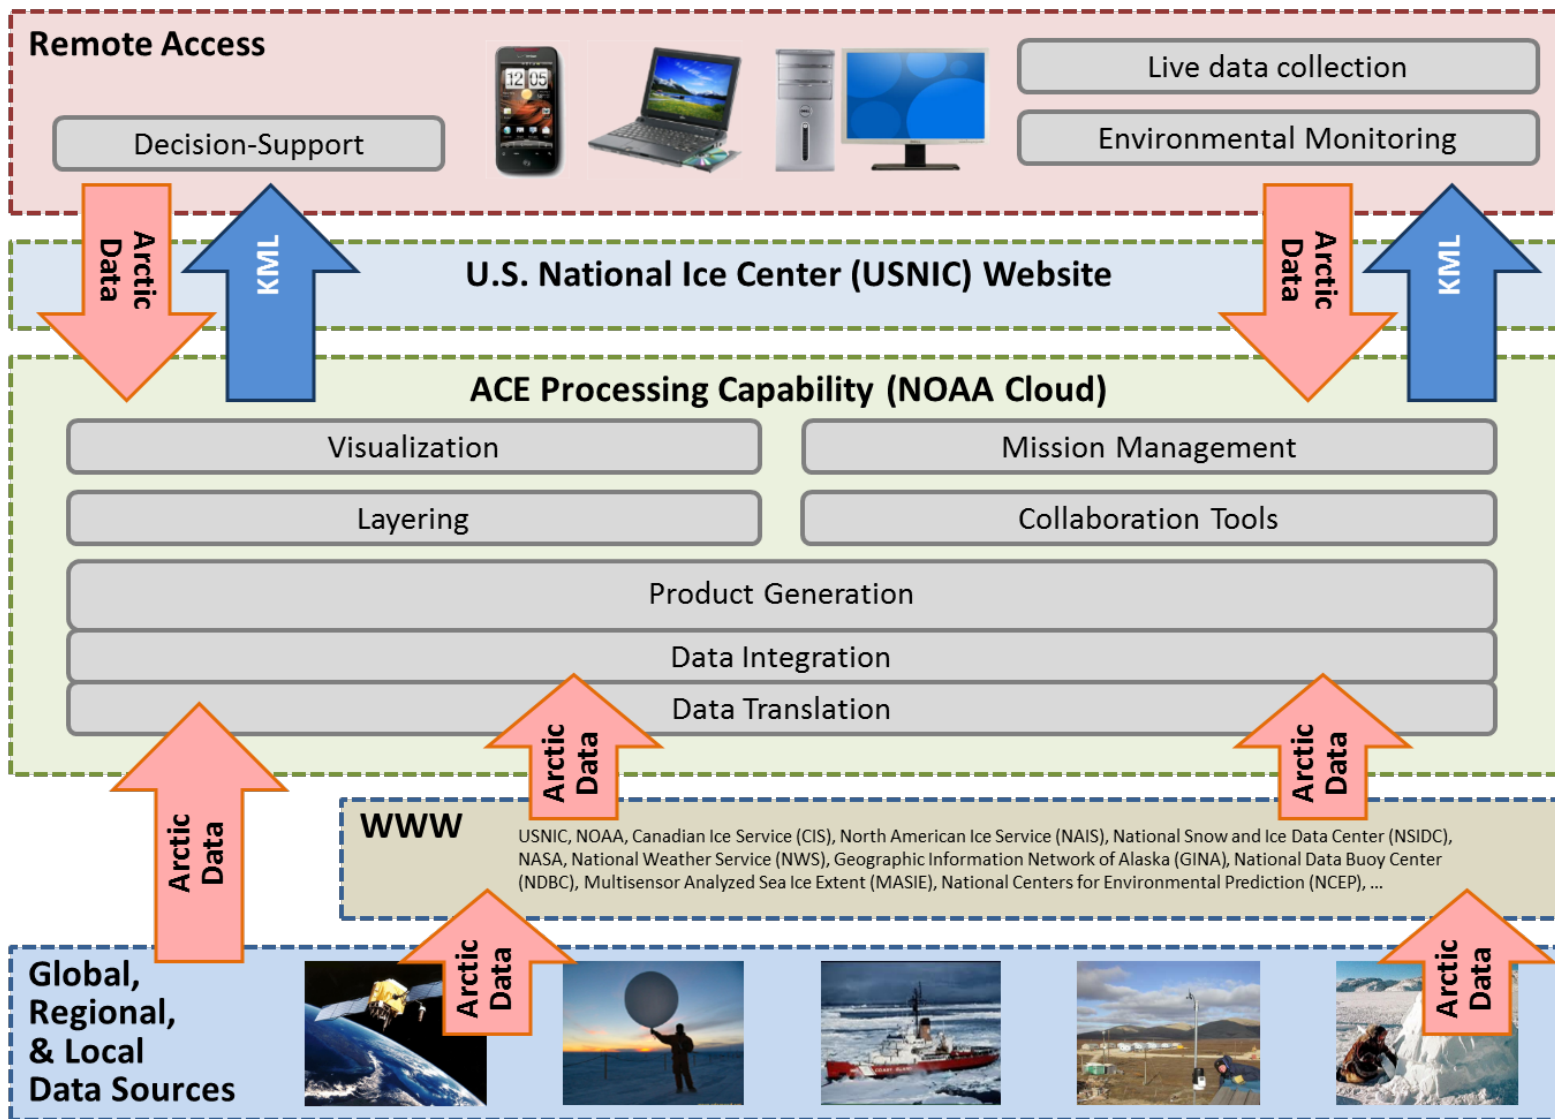 Remote Access
12 05
Live data collection
Decision-Support
Environmental Monitoring
Arctic
Data
KML
Arctic
Data
KML
U.S. National Ice Center (USNIC) Website
ACE Processing Capability (NOAA Cloud)
Visualization
Mission Management
Layering
Collaboration Tools
Product Generation
Data Integration
Data Translation
Arctic
Data
Arctic
Data
Arctic
Data
WWW
USNIC, NOAA, Canadian Ice Service (CIS), North American Ice Service (NAIS), National Snow and Ice Data Center (NSIDC),
NASA, National Weather Service (NWS), Geographic Information Network of Alaska (GINA), National Data Buoy Center
(NDBC), Multisensor Analyzed Sea Ice Extent (MASIE), National Centers for Environmental Prediction (NCEP), ...
Arctic
Data
Arctic
Data
Global,
Regional,
& Local
Data Sources
COAST GUARD